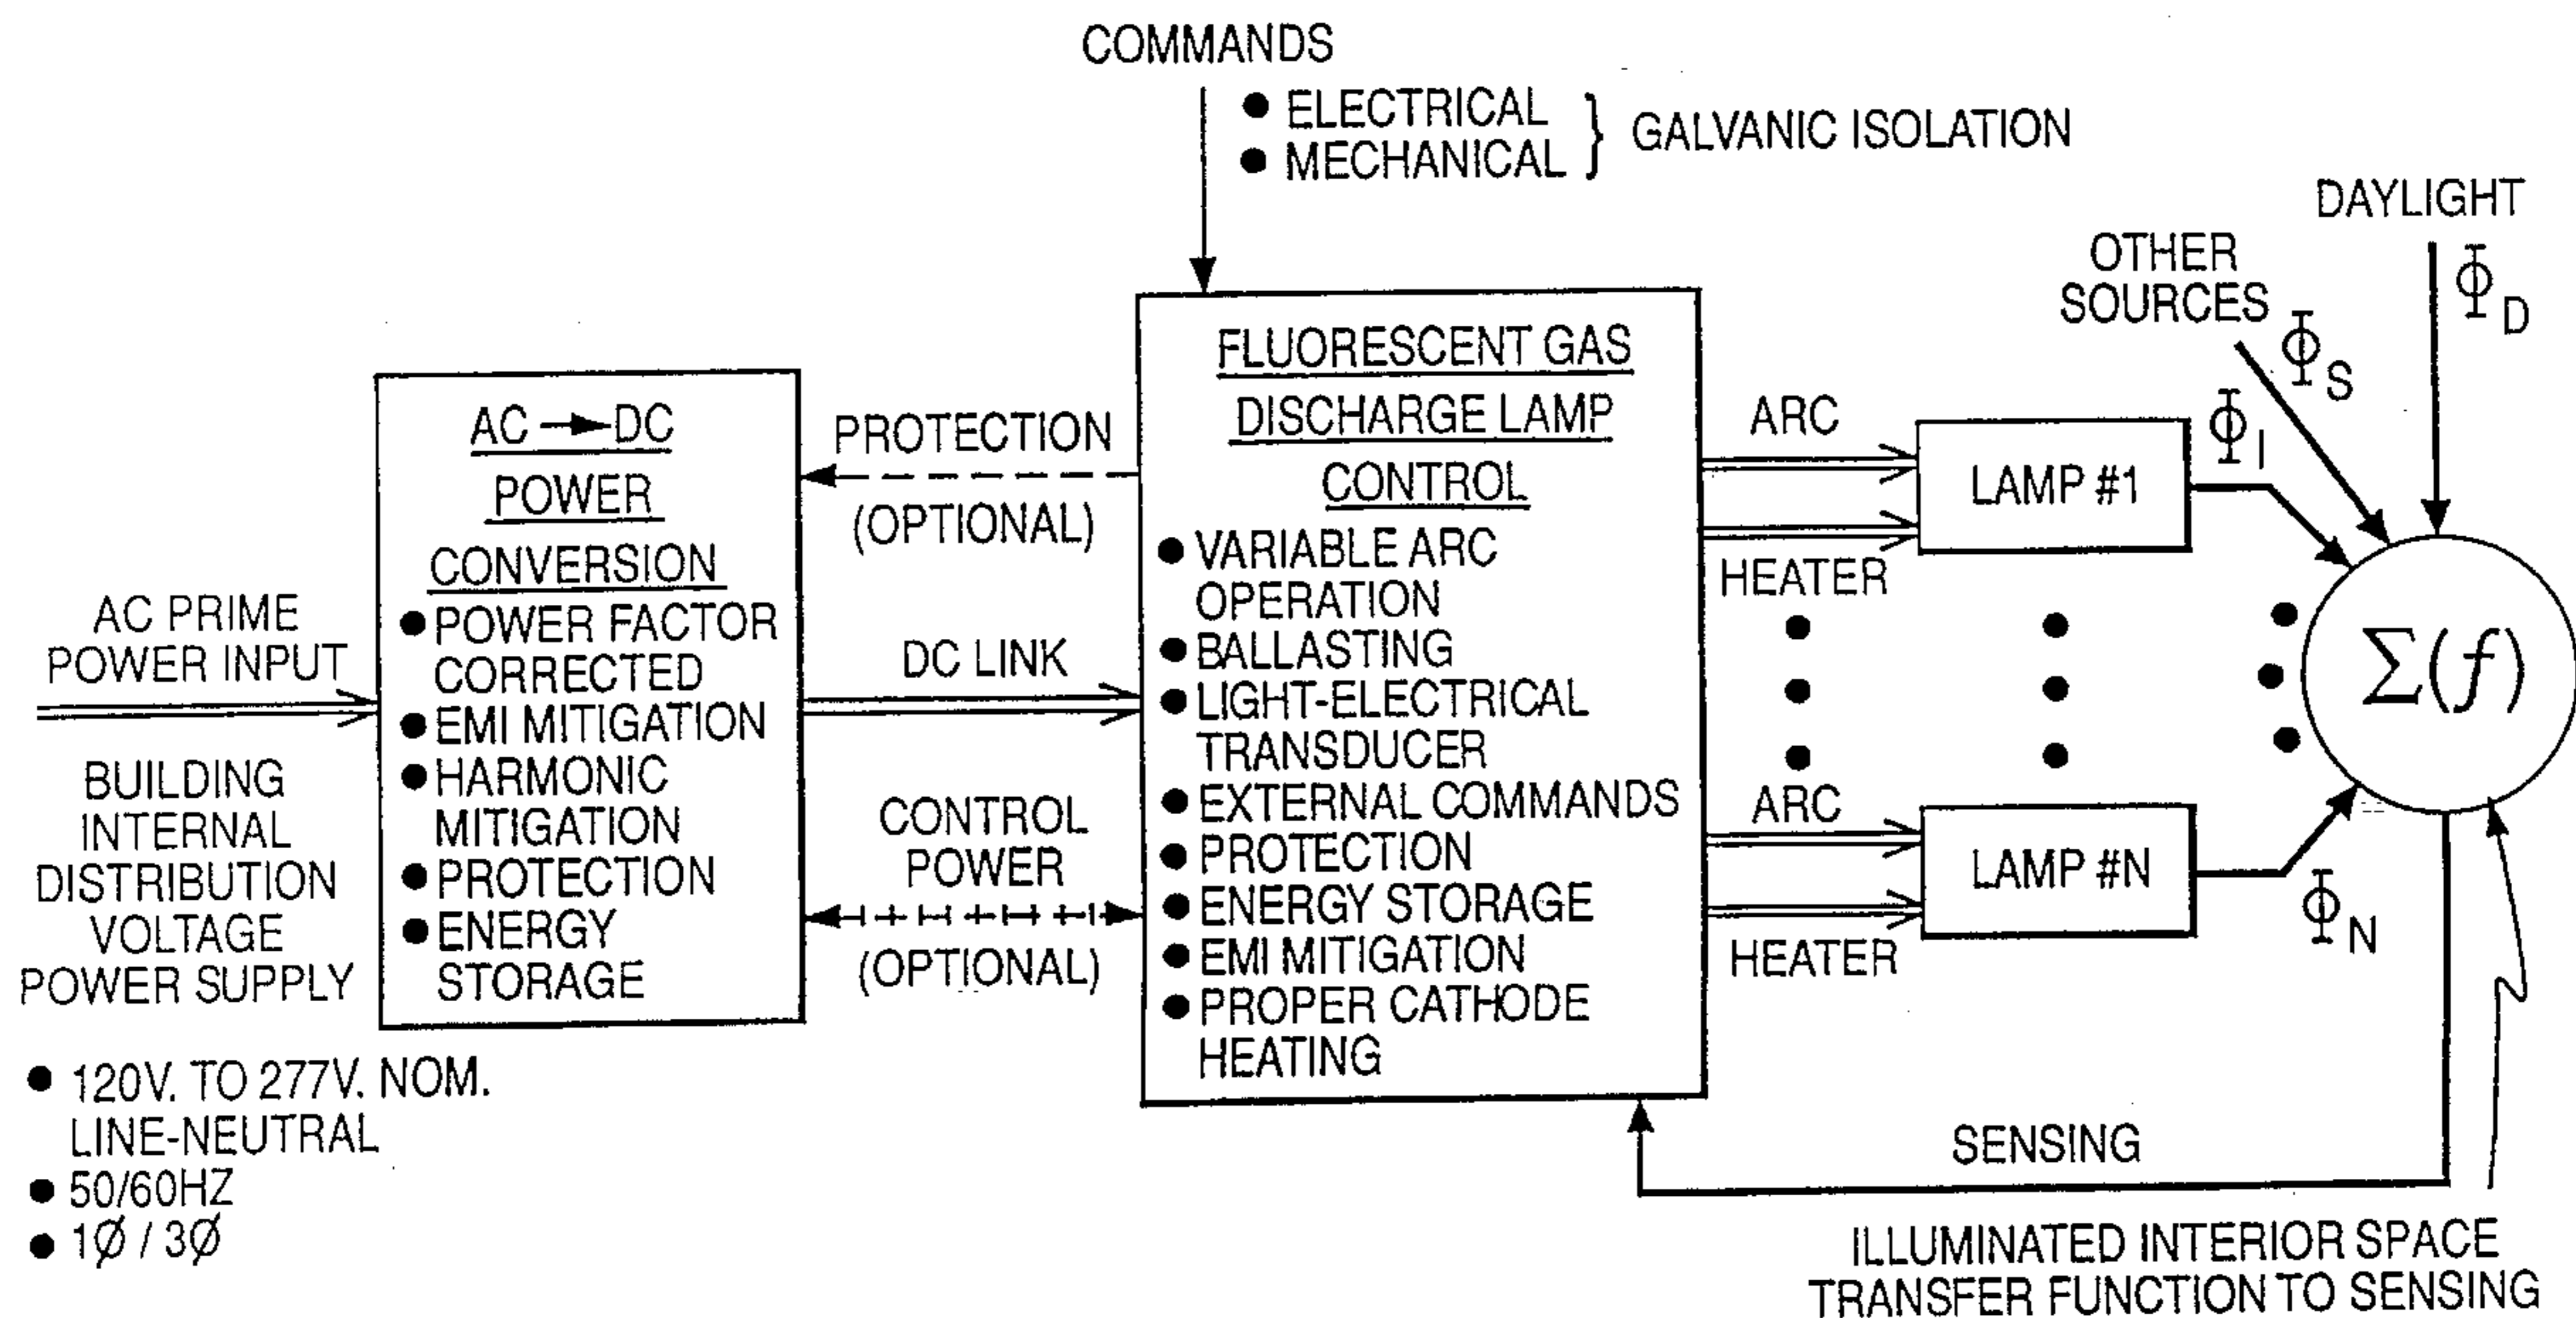 COMMANDS
● ELECTRICAL
● MECHANICAL
} GALVANIC ISOLATION
DAYLIGHT
Φ_D
OTHER
SOURCES
Φ_S
AC PRIME
POWER INPUT
BUILDING
INTERNAL
DISTRIBUTION
VOLTAGE
POWER SUPPLY
● 120V. TO 277V. NOM.
LINE-NEUTRAL
● 50/60HZ
● 1Ø / 3Ø
AC → DC
POWER
CONVERSION
● POWER FACTOR
CORRECTED
● EMI MITIGATION
● HARMONIC
MITIGATION
● PROTECTION
● ENERGY
STORAGE
PROTECTION
(OPTIONAL)
DC LINK
CONTROL
POWER
(OPTIONAL)
FLUORESCENT GAS
DISCHARGE LAMP
CONTROL
● VARIABLE ARC
OPERATION
● BALLASTING
● LIGHT-ELECTRICAL
TRANSDUCER
● EXTERNAL COMMANDS
● PROTECTION
● ENERGY STORAGE
● EMI MITIGATION
● PROPER CATHODE
HEATING
ARC
HEATER
LAMP #1
Φ_I
ARC
HEATER
LAMP #N
Φ_N
Σ(f)
SENSING
ILLUMINATED INTERIOR SPACE
TRANSFER FUNCTION TO SENSING